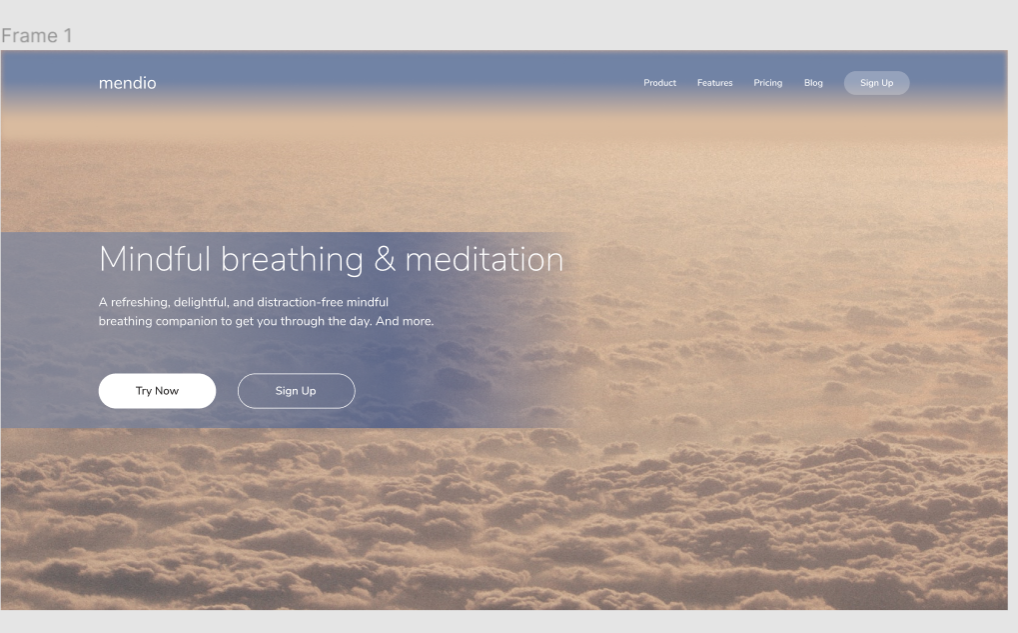 Frame 1
mendio
Product Features Pricing Blog Sign Up
Mindful breathing & meditation
A refreshing, delightful, and distraction-free mindful
breathing companion to get you through the day. And more.
Try Now Sign Up